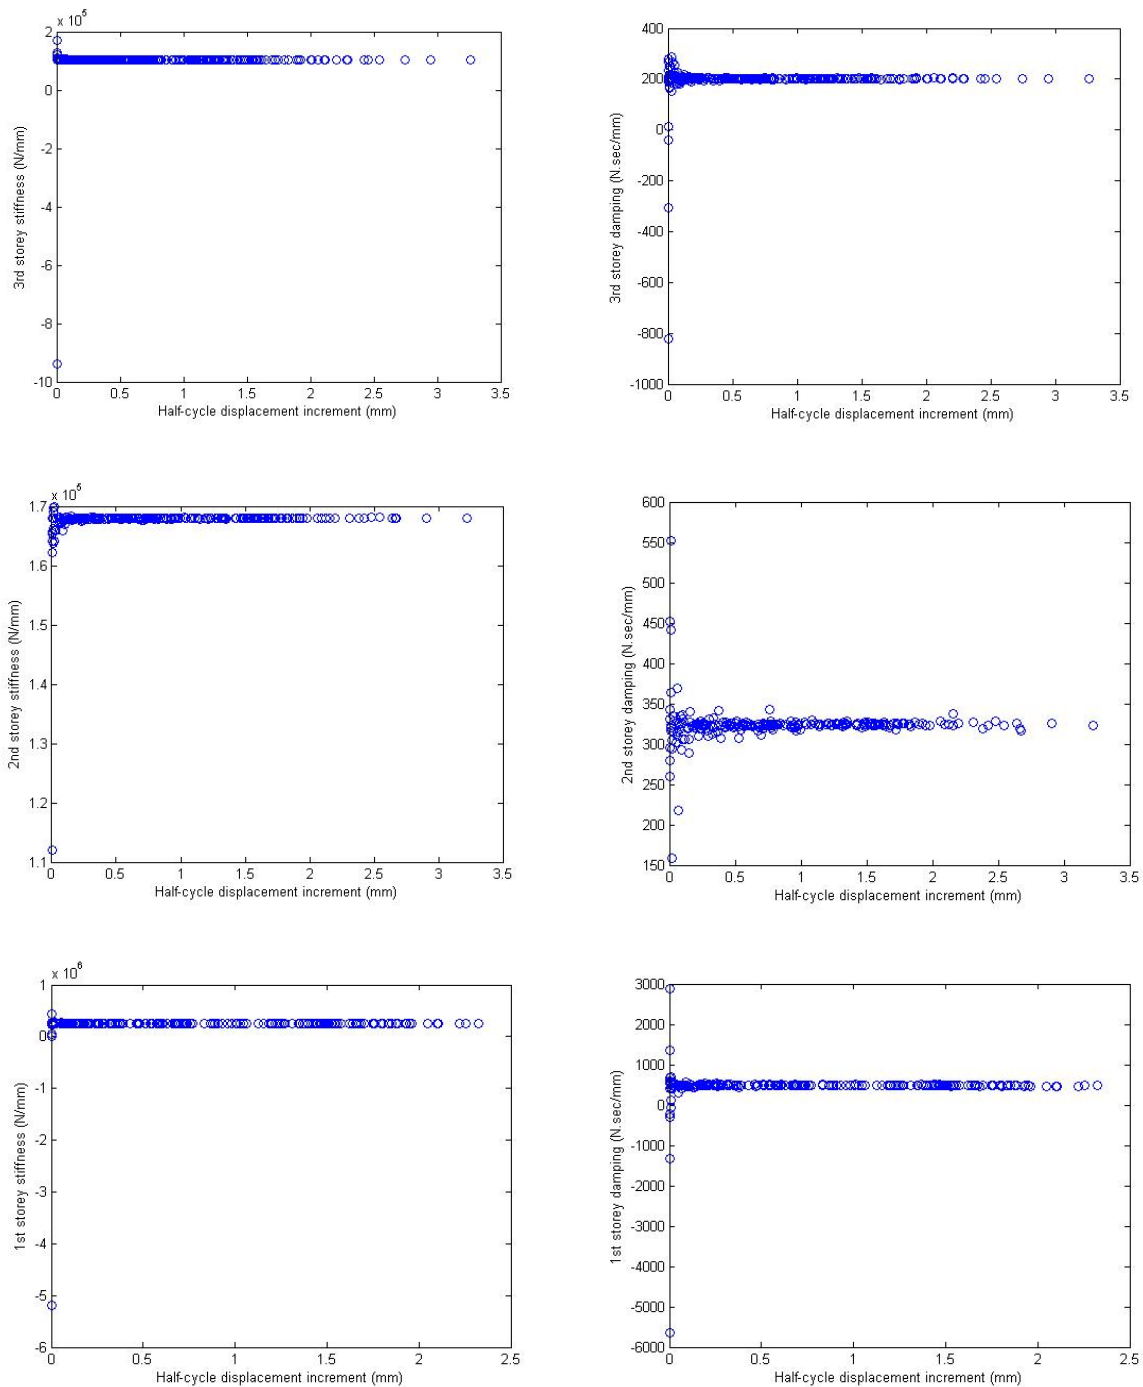 x 10^5
2
0
-2
-4
-6
-8
-10
3rd storey stiffness (N/mm)
0 0.5 1 1.5 2 2.5 3 3.5
Half-cycle displacement increment (mm)
400
200
0
-200
-400
-600
-800
-1000
3rd storey damping (N.sec/mm)
0 0.5 1 1.5 2 2.5 3 3.5
Half-cycle displacement increment (mm)
x 10^5
1.7
1.6
1.5
1.4
1.3
1.2
1.1
2nd storey stiffness (N/mm)
0 0.5 1 1.5 2 2.5 3 3.5
Half-cycle displacement increment (mm)
600
550
500
450
400
350
300
250
200
150
2nd storey damping (N.sec/mm)
0 0.5 1 1.5 2 2.5 3 3.5
Half-cycle displacement increment (mm)
x 10^6
1
0
-1
-2
-3
-4
-5
-6
1st storey stiffness (N/mm)
0 0.5 1 1.5 2 2.5
Half-cycle displacement increment (mm)
3000
2000
1000
0
-1000
-2000
-3000
-4000
-5000
-6000
1st storey damping (N.sec/mm)
0 0.5 1 1.5 2 2.5
Half-cycle displacement increment (mm)